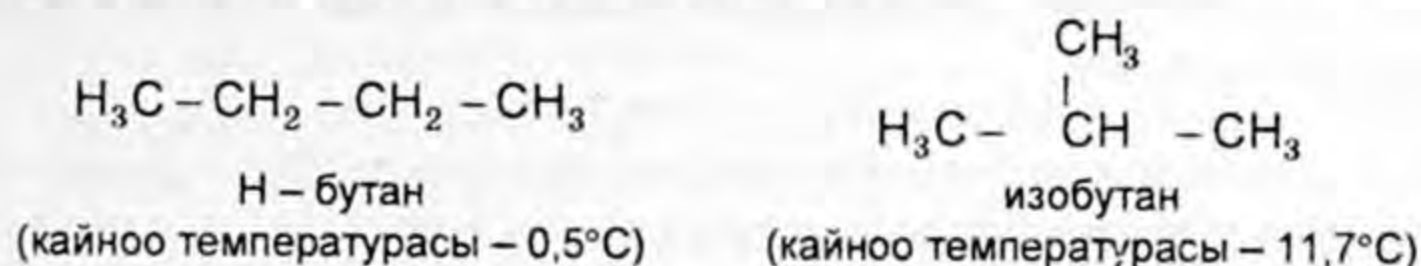 H₃C – CH₂ – CH₂ – CH₃
Н – бутан
(кайноо температурасы – 0,5°С)
CH₃
H₃C – CH – CH₃
изобутан
(кайноо температурасы – 11,7°С)